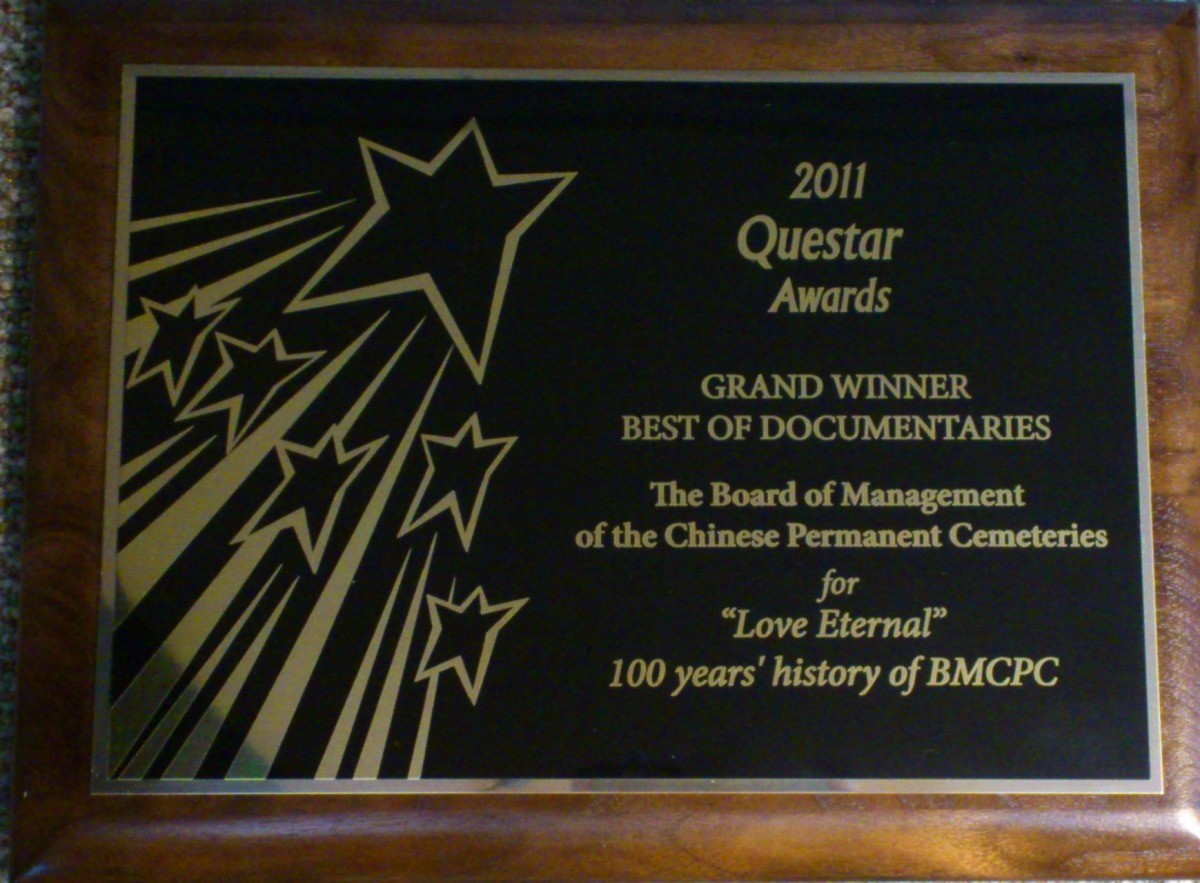 2011
Questar
Awards
GRAND WINNER
BEST OF DOCUMENTARIES
The Board of Management
of the Chinese Permanent Cemeteries
for
“Love Eternal”
100 years' history of BMCPC